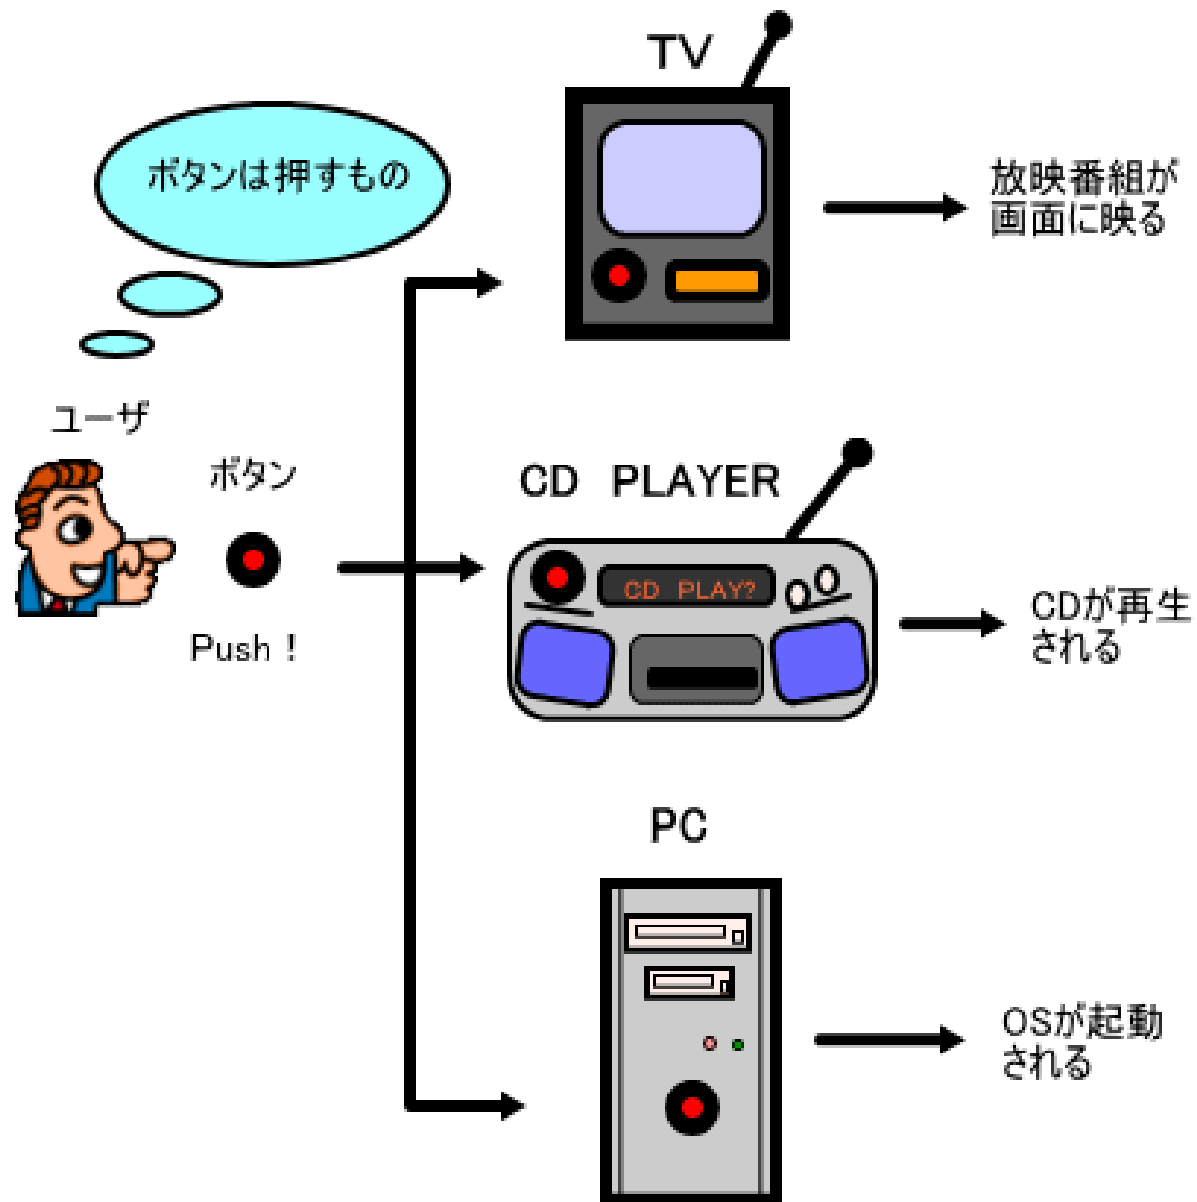 TV
ボタンは押すもの
放映番組が
画面に映る
ユーザ
ボタン
Push！
CD PLAYER
CD PLAY?
CDが再生
される
PC
OSが起動
される